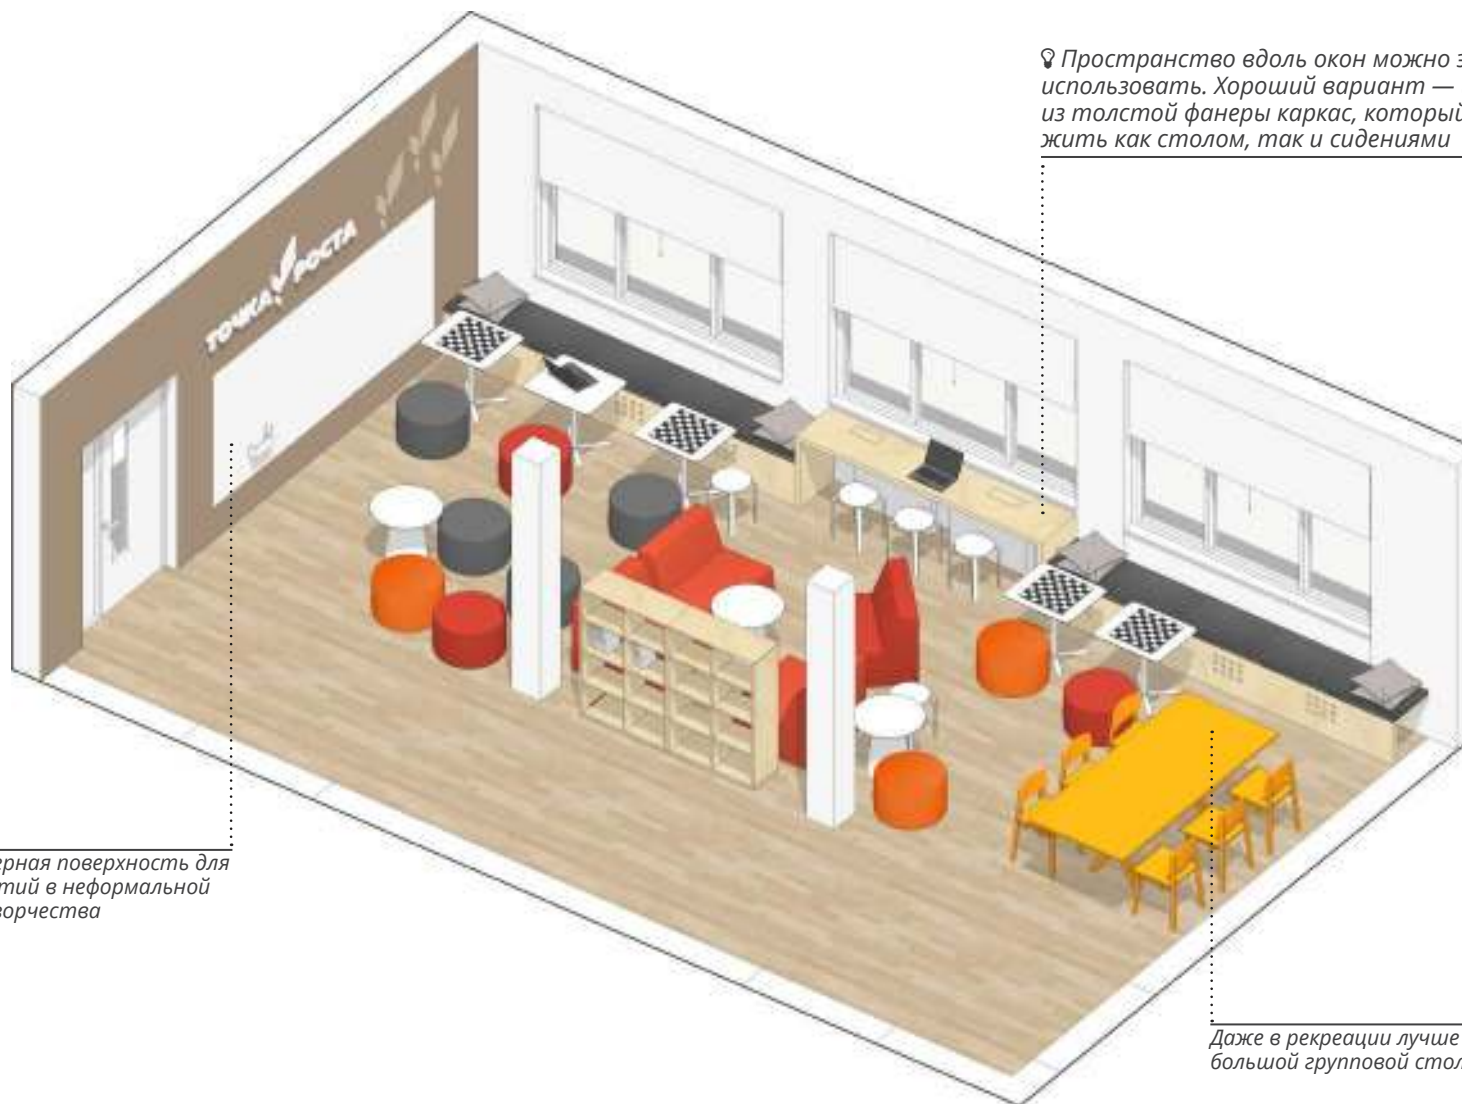 Пространство вдоль окон можно
использовать. Хороший вариант —
из толстой фанеры каркас, который
жить как столом, так и сидениями
ТОЧКА РОСТА
ерная поверхность для
тий в неформальной
ворчества
Даже в рекреации лучше
большой групповой стол